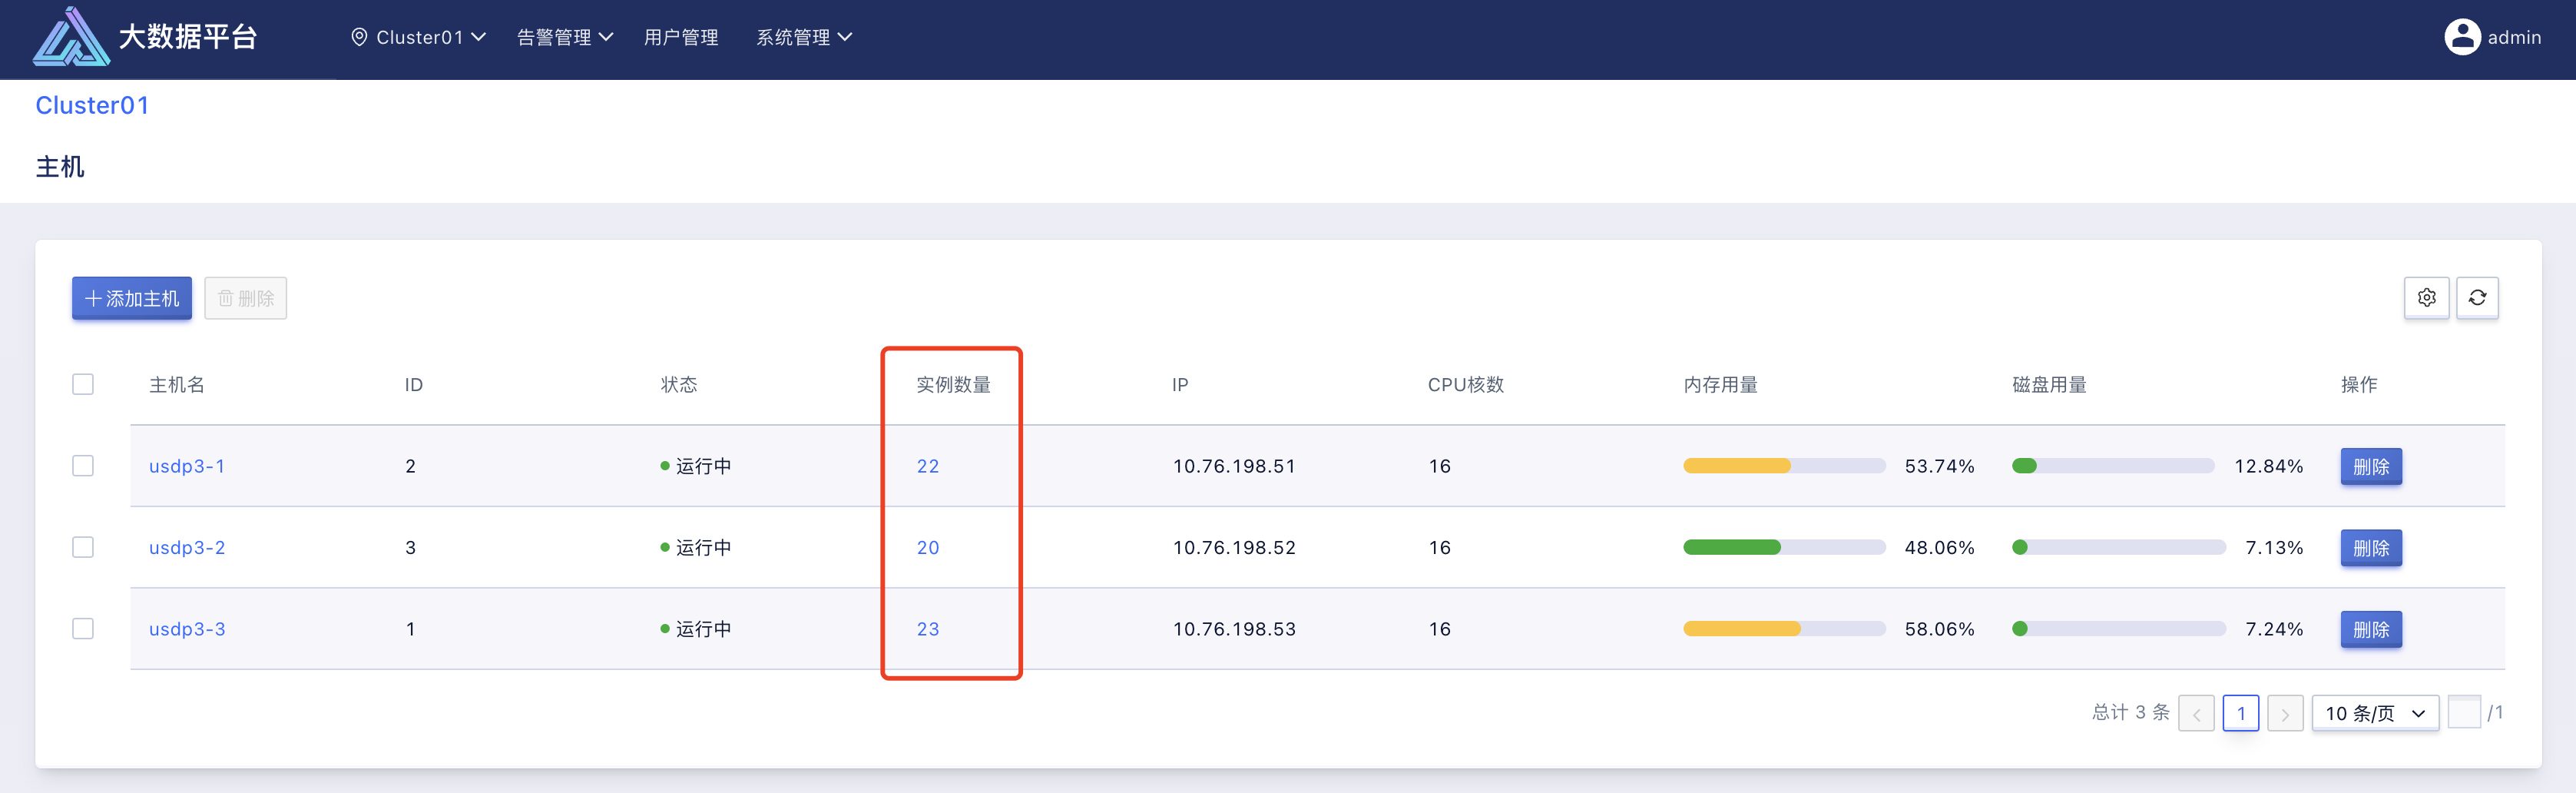 大数据平台 Cluster01 告警管理 用户管理 系统管理 admin
Cluster01
主机
添加主机 删除
主机名 ID 状态 实例数量 IP CPU核数 内存用量 磁盘用量 操作
usdp3-1 2 运行中 22 10.76.198.51 16 53.74% 12.84% 删除
usdp3-2 3 运行中 20 10.76.198.52 16 48.06% 7.13% 删除
usdp3-3 1 运行中 23 10.76.198.53 16 58.06% 7.24% 删除
总计 3 条 1 10 条/页 /1